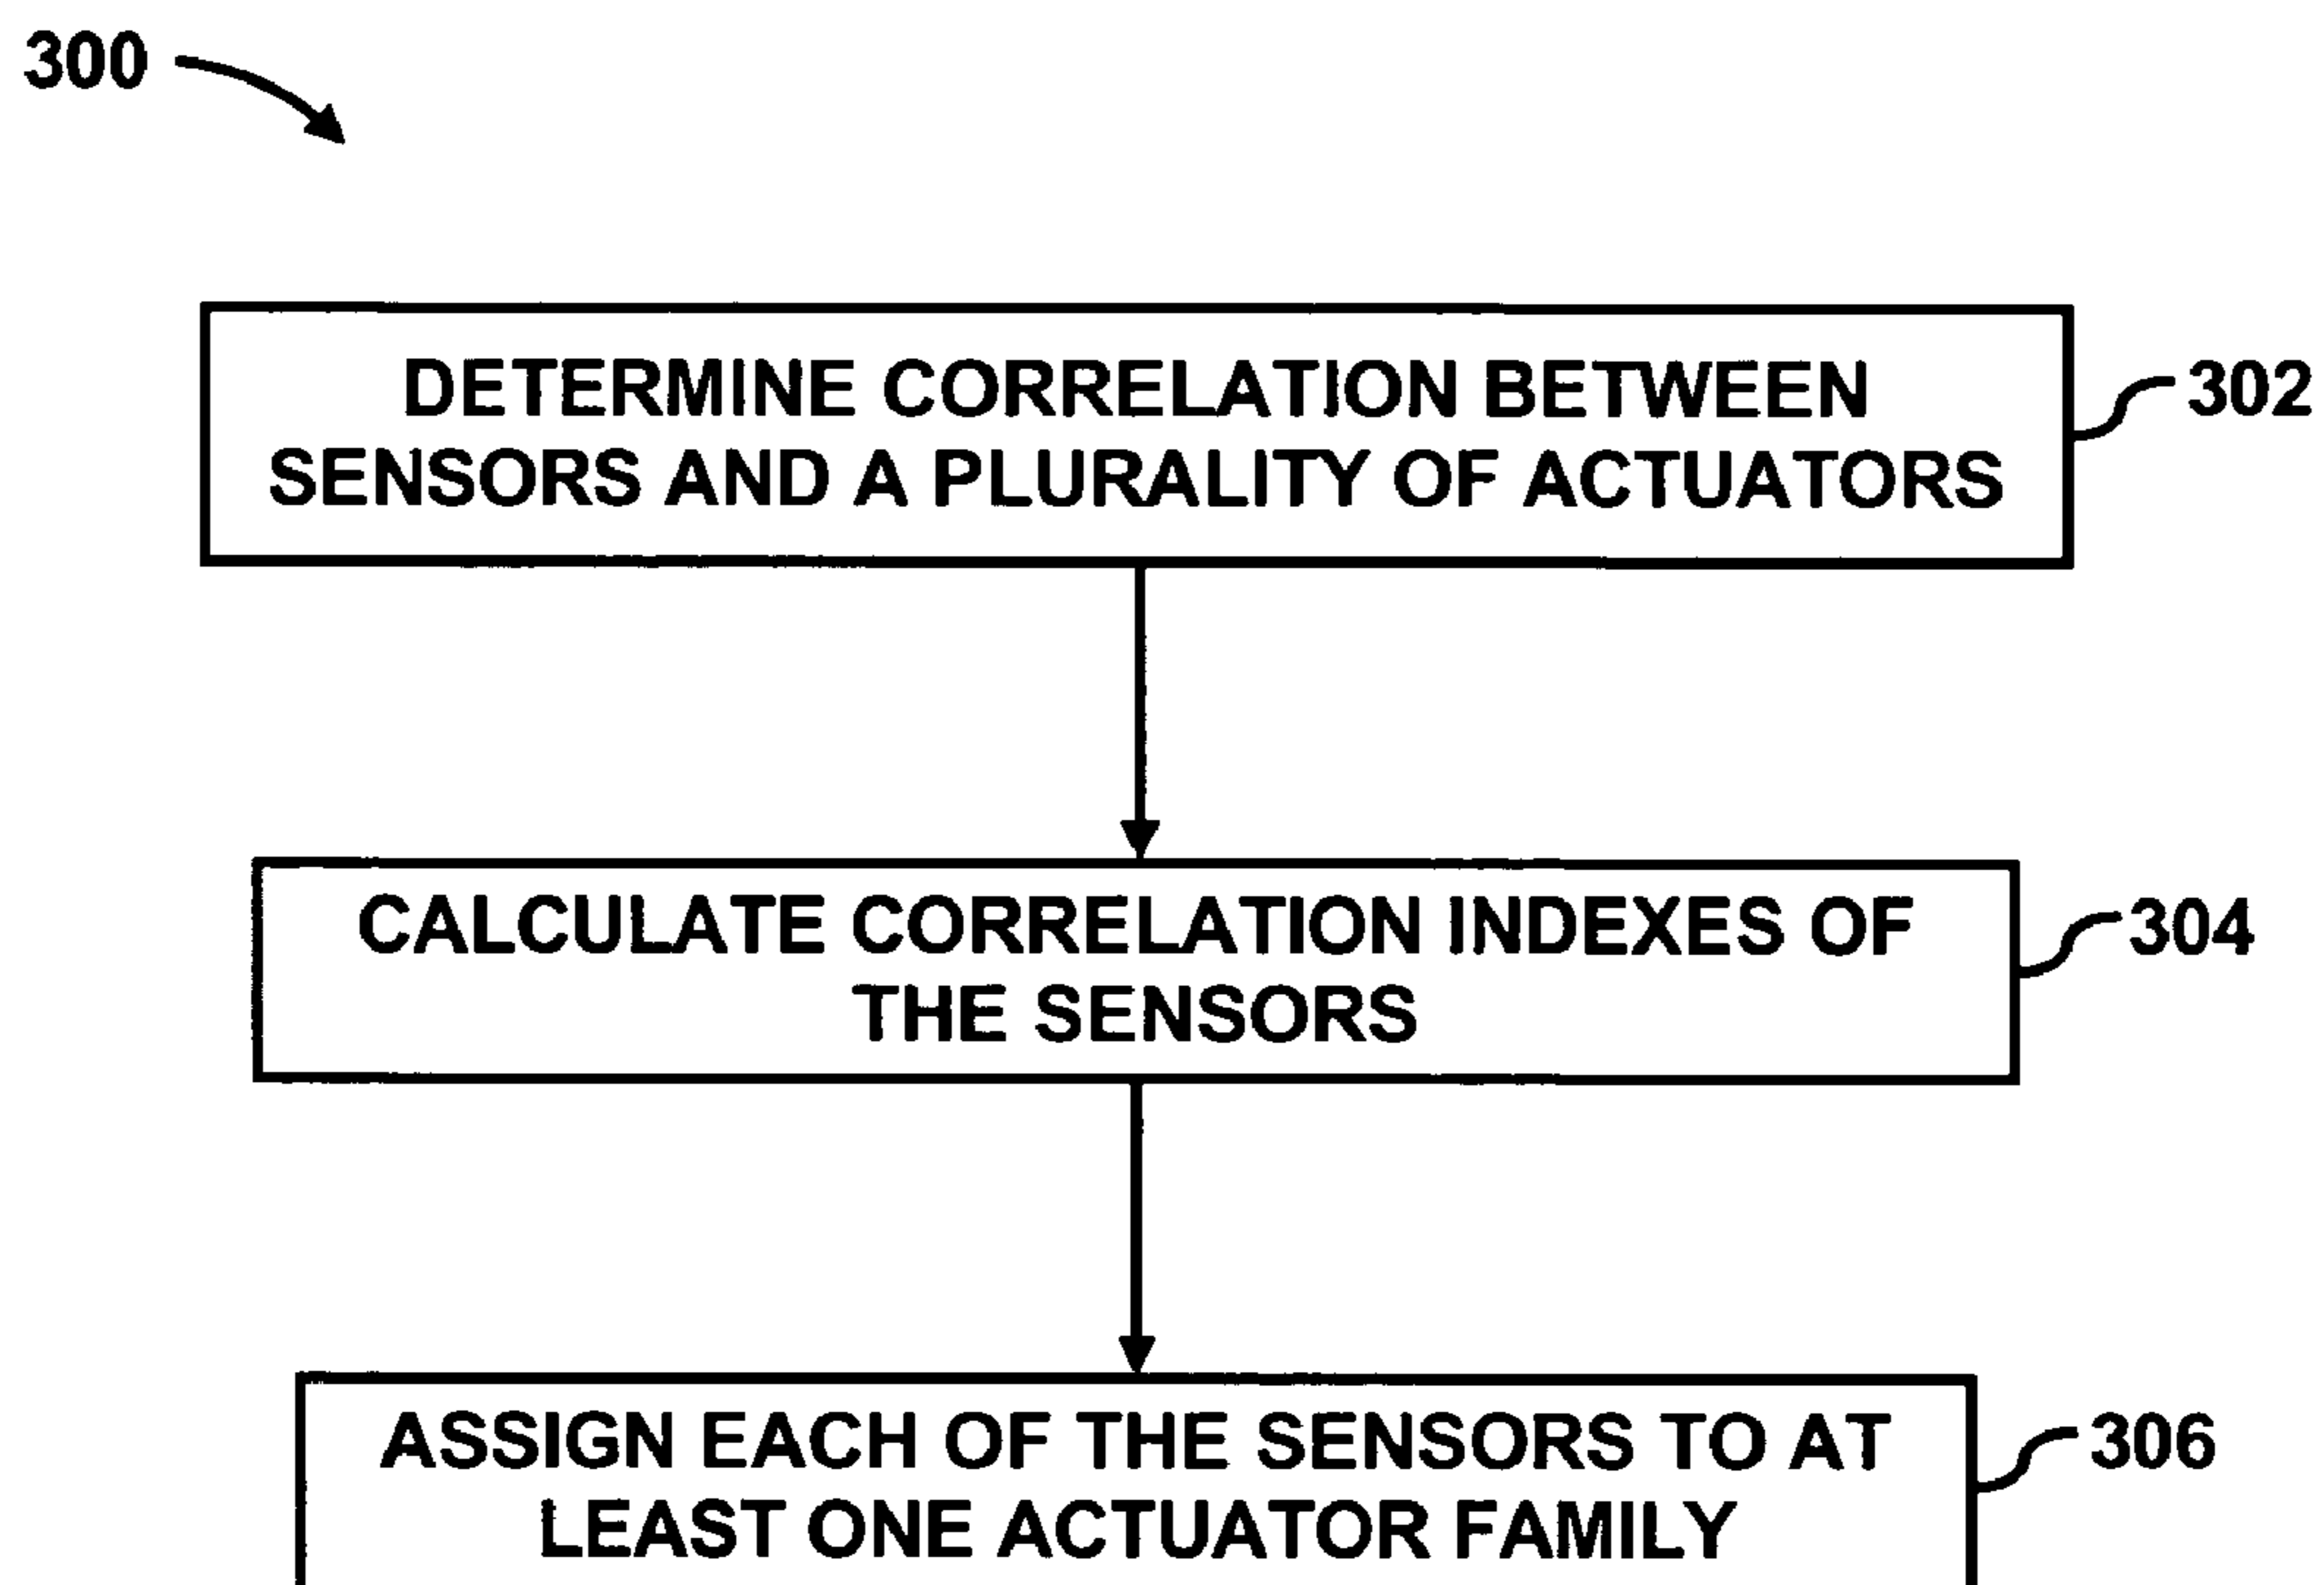 300
DETERMINE CORRELATION BETWEEN
SENSORS AND A PLURALITY OF ACTUATORS
302
CALCULATE CORRELATION INDEXES OF
THE SENSORS
304
ASSIGN EACH OF THE SENSORS TO AT
LEAST ONE ACTUATOR FAMILY
306